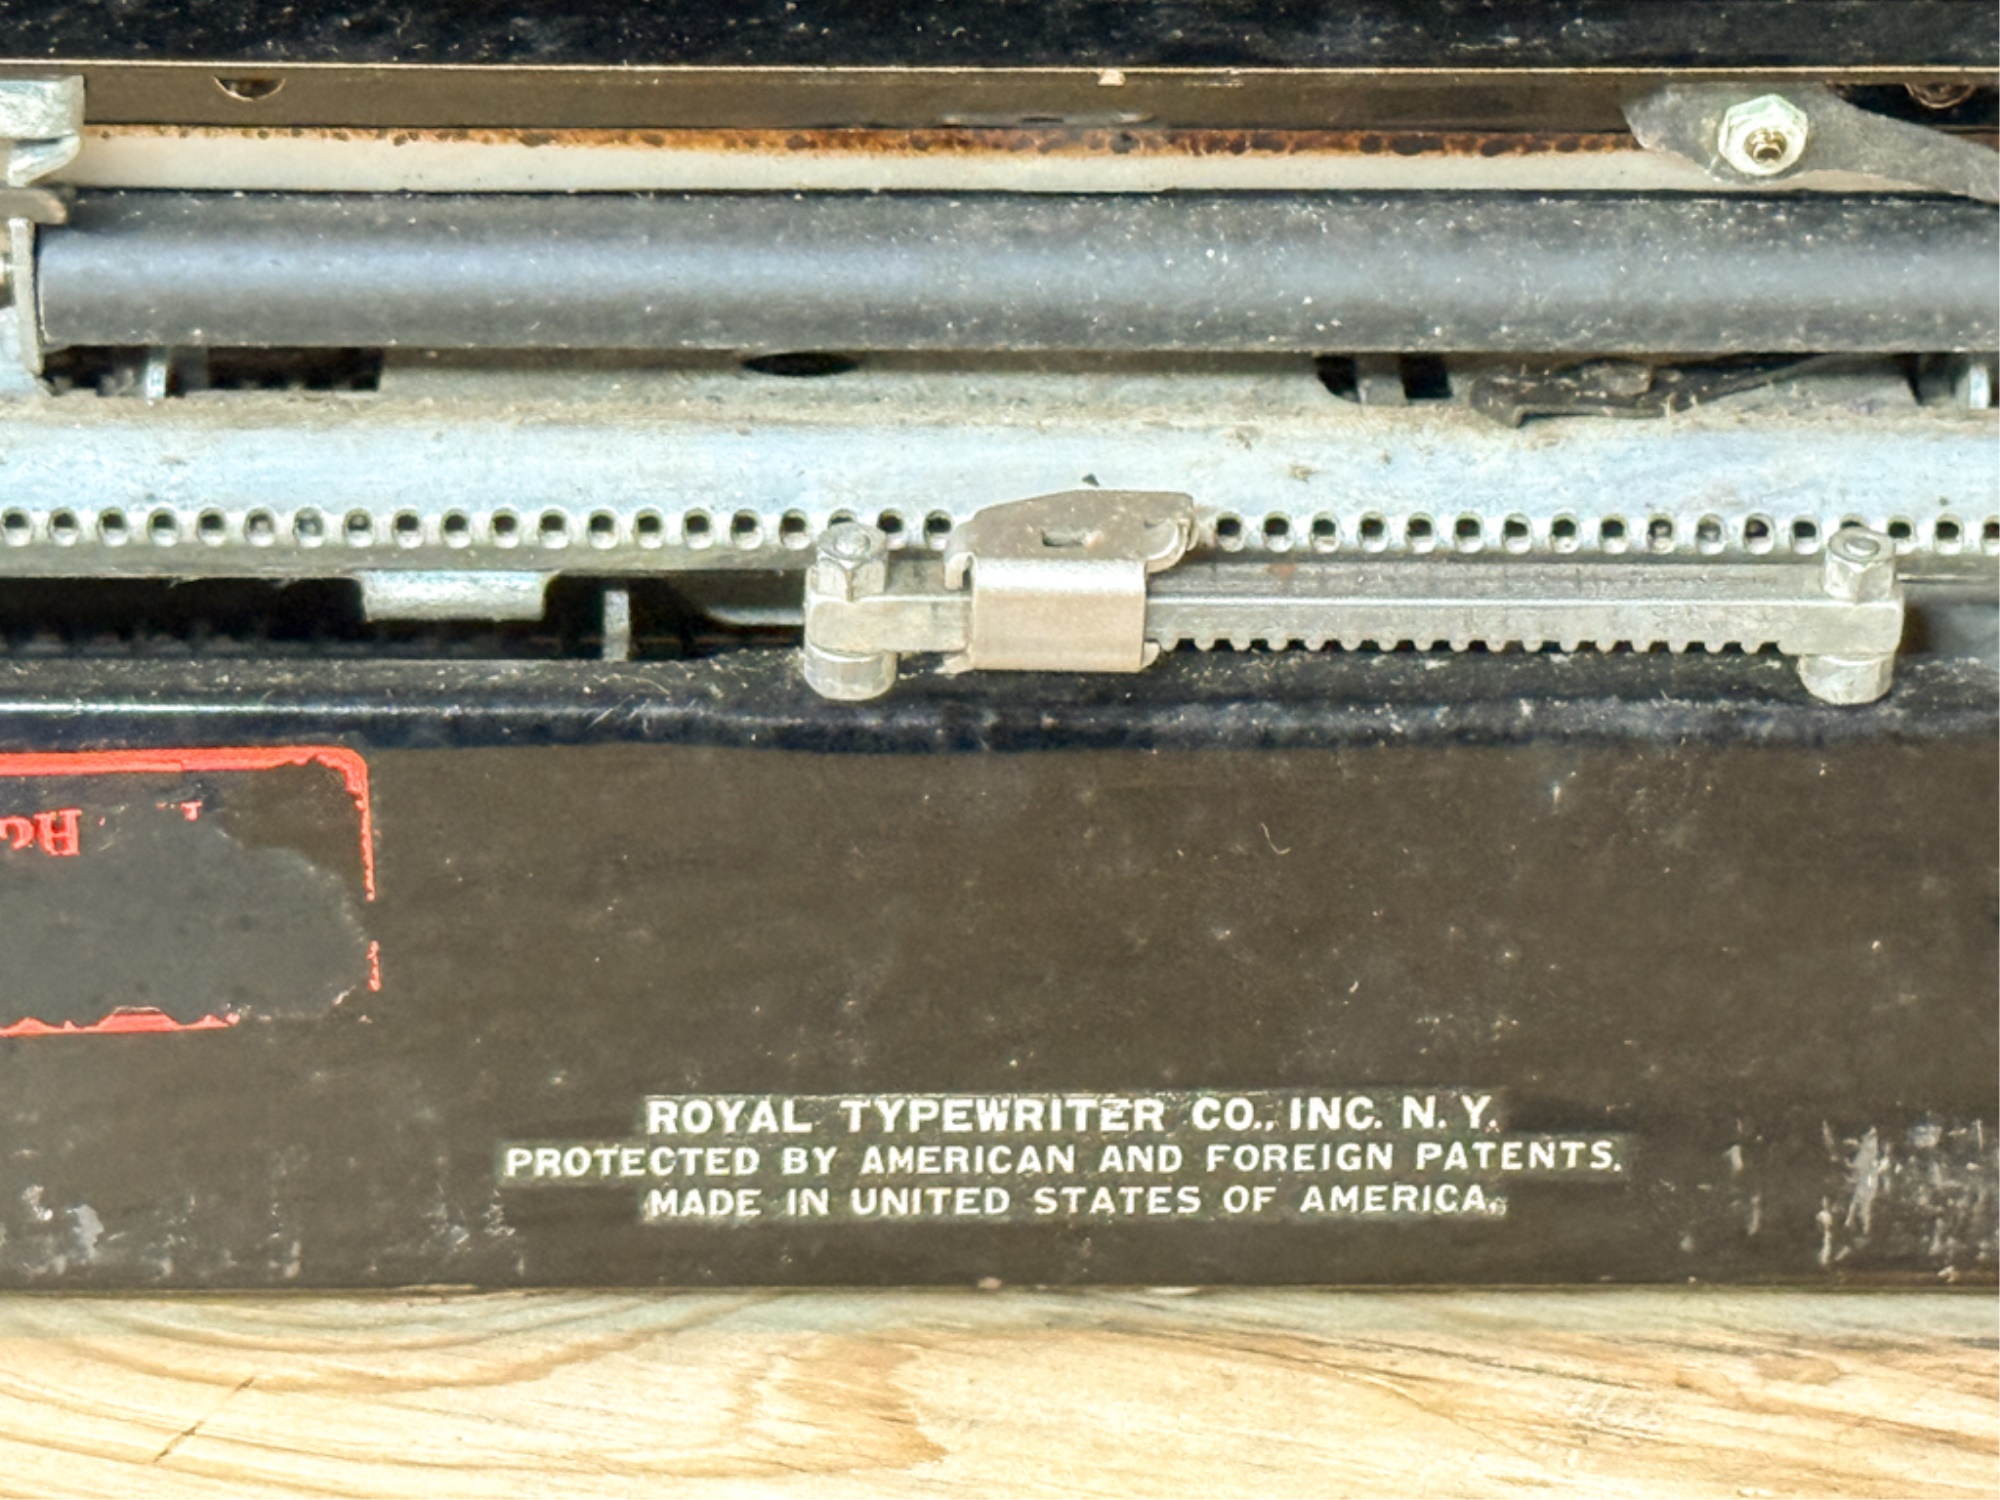 ROYAL TYPEWRITER CO., INC. N. Y.
PROTECTED BY AMERICAN AND FOREIGN PATENTS.
MADE IN UNITED STATES OF AMERICA.